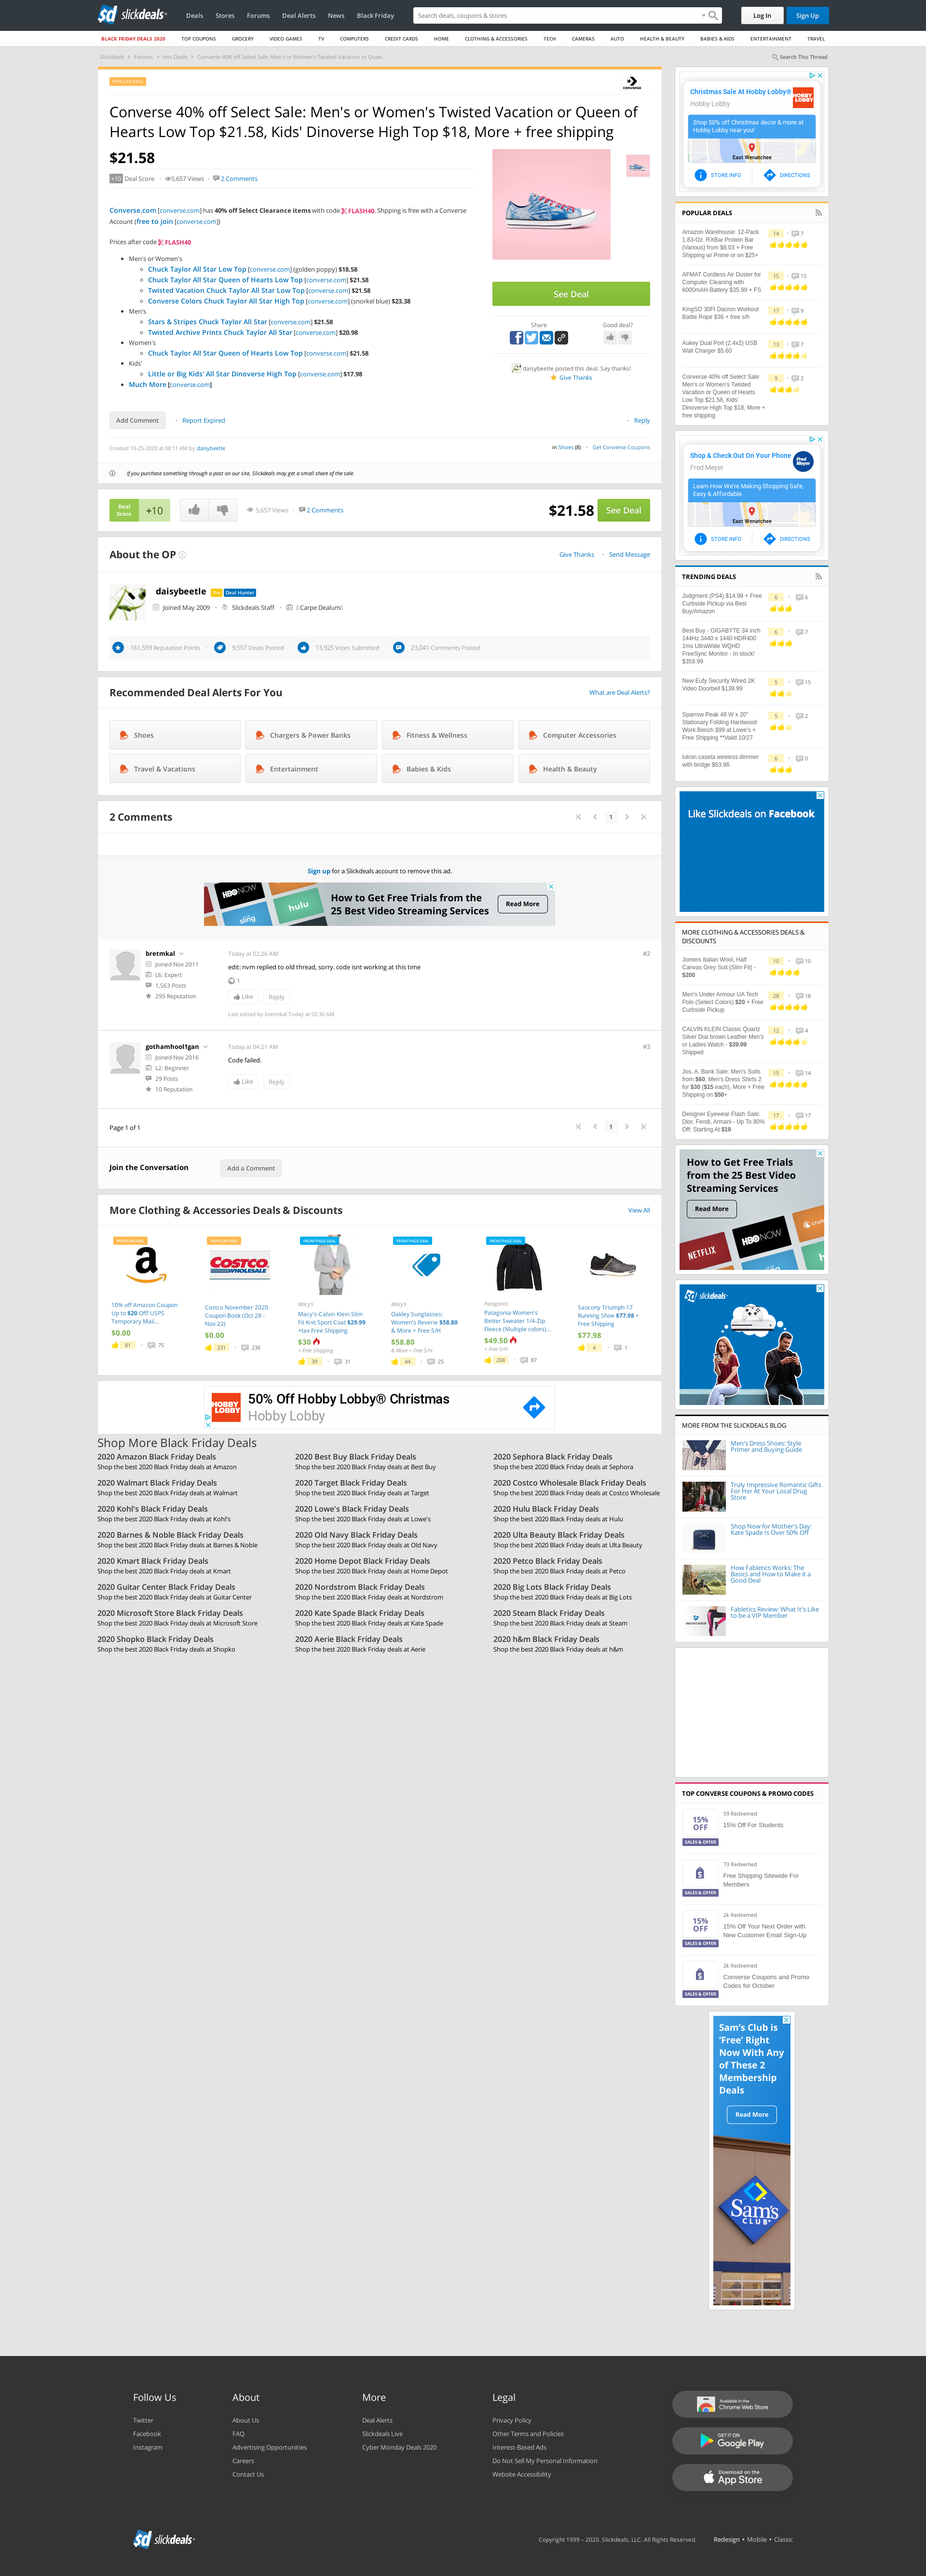 slickdeals
Deals
Stores
Forums
Deal Alerts
News
Black Friday
Search deals, coupons & stores
Log In
Sign Up
BLACK FRIDAY DEALS 2020
TOP COUPONS
GROCERY
VIDEO GAMES
TV
COMPUTERS
CREDIT CARDS
HOME
CLOTHING & ACCESSORIES
TECH
CAMERAS
AUTO
HEALTH & BEAUTY
BABIES & KIDS
ENTERTAINMENT
TRAVEL
Slickdeals > Forums > Hot Deals > Converse 40% off Select Sale: Men's or Women's Twisted Vacation or Quee...
Search This Thread
POPULAR DEAL
CONVERSE
Converse 40% off Select Sale: Men's or Women's Twisted Vacation or Queen of
Hearts Low Top $21.58, Kids' Dinoverse High Top $18, More + free shipping
$21.58
+10 Deal Score
5,657 Views
2 Comments
Converse.com [converse.com] has 40% off Select Clearance items with code FLASH40. Shpping is free with a Converse
Account (free to join [converse.com])
Prices after code FLASH40
Men's or Women's
Chuck Taylor All Star Low Top [converse.com] (golden poppy) $18.58
Chuck Taylor All Star Queen of Hearts Low Top [converse.com] $21.58
Twisted Vacation Chuck Taylor All Star Low Top [converse.com] $21.58
Converse Colors Chuck Taylor All Star High Top [converse.com] (snorkel blue) $23.38
Men's
Stars & Stripes Chuck Taylor All Star [converse.com] $21.58
Twisted Archive Prints Chuck Taylor All Star [converse.com] $20.98
Women's
Chuck Taylor All Star Queen of Hearts Low Top [converse.com] $21.58
Kids'
Little or Big Kids' All Star Dinoverse High Top [converse.com] $17.98
Much More [converse.com]
See Deal
Share
Good deal?
daisybeetle posted this deal. Say thanks!
Give Thanks
Add Comment
Report Expired
Reply
Created 10-25-2020 at 08:11 AM by daisybeetle
in Shoes (8)
Get Converse Coupons
If you purchase something through a post on our site, Slickdeals may get a small share of the sale.
Deal
Score
+10
5,657 Views
2 Comments
$21.58
See Deal
About the OP
Give Thanks
Send Message
daisybeetle Pro Deal Hunter
Joined May 2009
Slickdeals Staff
Carpe Dealum
161,559 Reputation Points
9,557 Deals Posted
13,925 Votes Submitted
23,041 Comments Posted
Recommended Deal Alerts For You
What are Deal Alerts?
Shoes
Chargers & Power Banks
Fitness & Wellness
Computer Accessories
Travel & Vacations
Entertainment
Babies & Kids
Health & Beauty
2 Comments
1
Sign up for a Slickdeals account to remove this ad.
HBO NOW
sling
hulu
How to Get Free Trials from the
25 Best Video Streaming Services
Read More
bretmkal
Joined Nov 2011
L6: Expert
1,563 Posts
295 Reputation
Today at 02:26 AM
#2
edit: nvm replied to old thread, sorry. code isnt working at this time
1
Like
Reply
Last edited by bretmkal Today at 02:30 AM.
gothamhool1gan
Joined Nov 2016
L2: Beginner
29 Posts
10 Reputation
Today at 04:21 AM
#3
Code failed.
Like
Reply
Page 1 of 1
1
Join the Conversation
Add a Comment
More Clothing & Accessories Deals & Discounts
View All
POPULAR DEAL
10% off Amazon Coupon
Up to $20 Off! USPS
Temporary Mail...
$0.00
81
75
POPULAR DEAL
COSTCO
WHOLESALE
Costco November 2020
Coupon Book (Oct 28 -
Nov 22)
$0.00
331
236
FRONTPAGE DEAL
Macy's
Macy's-Calvin Klein Slim
Fit Knit Sport Coat $29.99
+tax Free Shipping
$30
+ Free Shipping
39
31
FRONTPAGE DEAL
Macy's
Oakley Sunglasses:
Women's Reverie $58.80
& More + Free S/H
$58.80
& More + Free S/H
44
25
FRONTPAGE DEAL
Patagonia
Patagonia Women's
Better Sweater 1/4-Zip
Fleece (Multiple colors)...
$49.50
+ Free S/H
208
87
Saucony Triumph 17
Running Shoe $77.98 +
Free Shipping
$77.98
4
1
HOBBY
LOBBY
50% Off Hobby Lobby® Christmas
Hobby Lobby
Shop More Black Friday Deals
2020 Amazon Black Friday Deals
Shop the best 2020 Black Friday deals at Amazon
2020 Best Buy Black Friday Deals
Shop the best 2020 Black Friday deals at Best Buy
2020 Sephora Black Friday Deals
Shop the best 2020 Black Friday deals at Sephora
2020 Walmart Black Friday Deals
Shop the best 2020 Black Friday deals at Walmart
2020 Target Black Friday Deals
Shop the best 2020 Black Friday deals at Target
2020 Costco Wholesale Black Friday Deals
Shop the best 2020 Black Friday deals at Costco Wholesale
2020 Kohl's Black Friday Deals
Shop the best 2020 Black Friday deals at Kohl's
2020 Lowe's Black Friday Deals
Shop the best 2020 Black Friday deals at Lowe's
2020 Hulu Black Friday Deals
Shop the best 2020 Black Friday deals at Hulu
2020 Barnes & Noble Black Friday Deals
Shop the best 2020 Black Friday deals at Barnes & Noble
2020 Old Navy Black Friday Deals
Shop the best 2020 Black Friday deals at Old Navy
2020 Ulta Beauty Black Friday Deals
Shop the best 2020 Black Friday deals at Ulta Beauty
2020 Kmart Black Friday Deals
Shop the best 2020 Black Friday deals at Kmart
2020 Home Depot Black Friday Deals
Shop the best 2020 Black Friday deals at Home Depot
2020 Petco Black Friday Deals
Shop the best 2020 Black Friday deals at Petco
2020 Guitar Center Black Friday Deals
Shop the best 2020 Black Friday deals at Guitar Center
2020 Nordstrom Black Friday Deals
Shop the best 2020 Black Friday deals at Nordstrom
2020 Big Lots Black Friday Deals
Shop the best 2020 Black Friday deals at Big Lots
2020 Microsoft Store Black Friday Deals
Shop the best 2020 Black Friday deals at Microsoft Store
2020 Kate Spade Black Friday Deals
Shop the best 2020 Black Friday deals at Kate Spade
2020 Steam Black Friday Deals
Shop the best 2020 Black Friday deals at Steam
2020 Shopko Black Friday Deals
Shop the best 2020 Black Friday deals at Shopko
2020 Aerie Black Friday Deals
Shop the best 2020 Black Friday deals at Aerie
2020 h&m Black Friday Deals
Shop the best 2020 Black Friday deals at h&m
Christmas Sale At Hobby Lobby®
Hobby Lobby
HOBBY
LOBBY
Shop 50% off Christmas decor & more at
Hobby Lobby near you!
East Wenatchee
STORE INFO
DIRECTIONS
POPULAR DEALS
Amazon Warehouse: 12-Pack
1.83-Oz. RXBar Protein Bar
(Various) from $8.03 + Free
Shipping w/ Prime or on $25+
14
7
AFMAT Cordless Air Duster for
Computer Cleaning with
6000mAH Battery $35.99 + FS
15
15
KingSO 30Ft Dacron Workout
Battle Rope $36 + free s/h
17
9
Aukey Dual Port (2.4x2) USB
Wall Charger $5.60
13
7
Converse 40% off Select Sale:
Men's or Women's Twisted
Vacation or Queen of Hearts
Low Top $21.58, Kids'
Dinoverse High Top $18, More +
free shipping
9
2
Shop & Check Out On Your Phone
Fred Meyer
Fred
Meyer
Learn How We're Making Shopping Safe,
Easy & Affordable.
East Wenatchee
STORE INFO
DIRECTIONS
TRENDING DEALS
Judgment (PS4) $14.99 + Free
Curbside Pickup via Best
Buy/Amazon
6
6
Best Buy - GIGABYTE 34 inch
144Hz 3440 x 1440 HDR400
1ms UltraWide WQHD
FreeSync Monitor - In stock!
$359.99
6
7
New Eufy Security Wired 2K
Video Doorbell $139.99
5
15
Sparrow Peak 48 W x 20"
Stationary Folding Hardwood
Work Bench $99 at Lowe's +
Free Shipping **Valid 10/27
5
2
lutron caseta wireless dimmer
with bridge $63.96
6
0
Like Slickdeals on Facebook
MORE CLOTHING & ACCESSORIES DEALS &
DISCOUNTS
Jomers Italian Wool, Half
Canvas Grey Suit (Slim Fit) -
$200
10
10
Men's Under Armour UA Tech
Polo (Select Colors) $20 + Free
Curbside Pickup
28
18
CALVIN KLEIN Classic Quartz
Silver Dial brown Leather Men's
or Ladies Watch - $39.99
Shipped
12
4
Jos. A. Bank Sale: Men's Suits
from $60, Men's Dress Shirts 2
for $30 ($15 each), More + Free
Shipping on $50+
15
14
Designer Eyewear Flash Sale:
Dior, Fendi, Armani - Up To 80%
Off: Starting At $19
17
17
How to Get Free Trials
from the 25 Best Video
Streaming Services
Read More
NETFLIX
HBO NOW
slickdeals
MORE FROM THE SLICKDEALS BLOG
Men's Dress Shoes: Style
Primer and Buying Guide
Truly Impressive Romantic Gifts
For Her At Your Local Drug
Store
Shop Now for Mother's Day:
Kate Spade Is Over 50% Off
How Fabletics Works: The
Basics and How to Make it a
Good Deal
Fabletics Review: What It's Like
to be a VIP Member
TOP CONVERSE COUPONS & PROMO CODES
15%
OFF
SALES & OFFER
59 Redeemed
15% Off For Students
SALES & OFFER
73 Redeemed
Free Shipping Sitewide For
Members
15%
OFF
SALES & OFFER
2k Redeemed
15% Off Your Next Order with
New Customer Email Sign-Up
SALES & OFFER
2k Redeemed
Converse Coupons and Promo
Codes for October
Sam's Club is
'Free' Right
Now With Any
of These 2
Membership
Deals
Read More
Sam's
CLUB
Follow Us
Twitter
Facebook
Instagram
About
About Us
FAQ
Advertising Opportunities
Careers
Contact Us
More
Deal Alerts
Slickdeals Live
Cyber Monday Deals 2020
Legal
Privacy Policy
Other Terms and Policies
Interest-Based Ads
Do Not Sell My Personal Information
Website Accessibility
Available in the
Chrome Web Store
GET IT ON
Google Play
Download on the
App Store
slickdeals
Copyright 1999 - 2020. Slickdeals, LLC. All Rights Reserved.
Redesign • Mobile • Classic